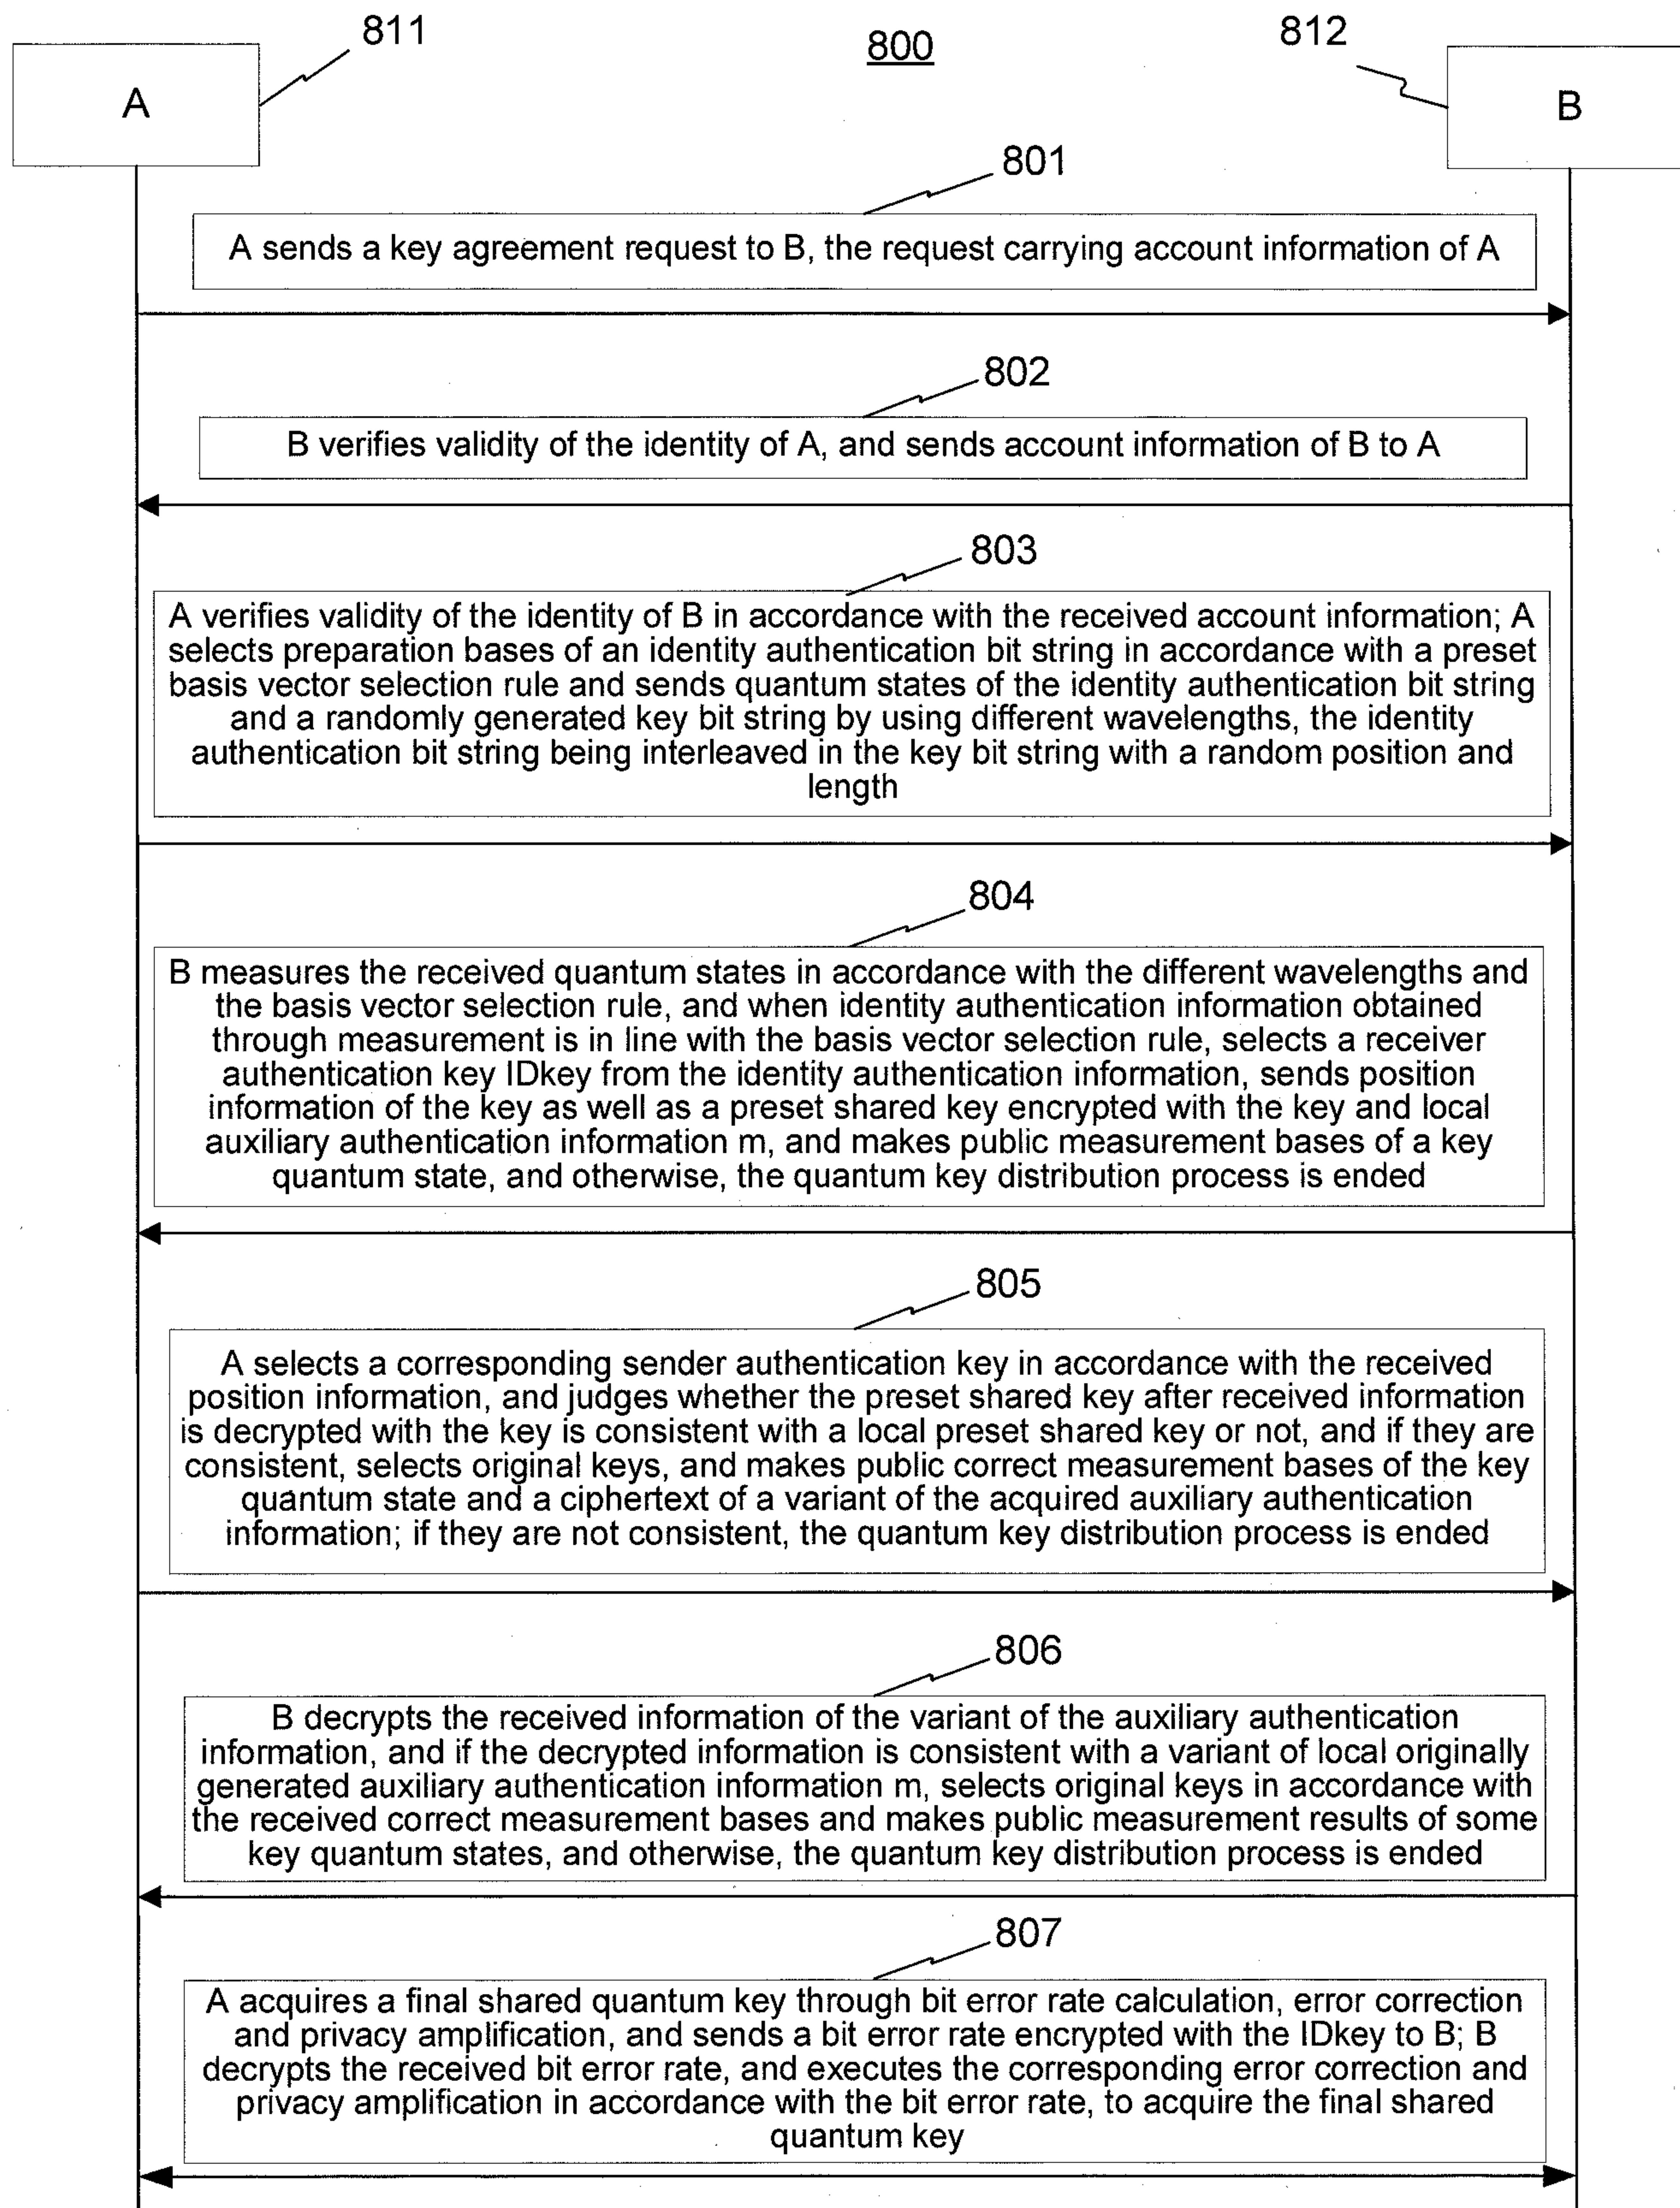 811
800
812
A
B
801
A sends a key agreement request to B, the request carrying account information of A
802
B verifies validity of the identity of A, and sends account information of B to A
803
A verifies validity of the identity of B in accordance with the received account information; A
selects preparation bases of an identity authentication bit string in accordance with a preset
basis vector selection rule and sends quantum states of the identity authentication bit string
and a randomly generated key bit string by using different wavelengths, the identity
authentication bit string being interleaved in the key bit string with a random position and
length
804
B measures the received quantum states in accordance with the different wavelengths and
the basis vector selection rule, and when identity authentication information obtained
through measurement is in line with the basis vector selection rule, selects a receiver
authentication key IDkey from the identity authentication information, sends position
information of the key as well as a preset shared key encrypted with the key and local
auxiliary authentication information m, and makes public measurement bases of a key
quantum state, and otherwise, the quantum key distribution process is ended
805
A selects a corresponding sender authentication key in accordance with the received
position information, and judges whether the preset shared key after received information
is decrypted with the key is consistent with a local preset shared key or not, and if they are
consistent, selects original keys, and makes public correct measurement bases of the key
quantum state and a ciphertext of a variant of the acquired auxiliary authentication
information; if they are not consistent, the quantum key distribution process is ended
806
B decrypts the received information of the variant of the auxiliary authentication
information, and if the decrypted information is consistent with a variant of local originally
generated auxiliary authentication information m, selects original keys in accordance with
the received correct measurement bases and makes public measurement results of some
key quantum states, and otherwise, the quantum key distribution process is ended
807
A acquires a final shared quantum key through bit error rate calculation, error correction
and privacy amplification, and sends a bit error rate encrypted with the IDkey to B; B
decrypts the received bit error rate, and executes the corresponding error correction and
privacy amplification in accordance with the bit error rate, to acquire the final shared
quantum key